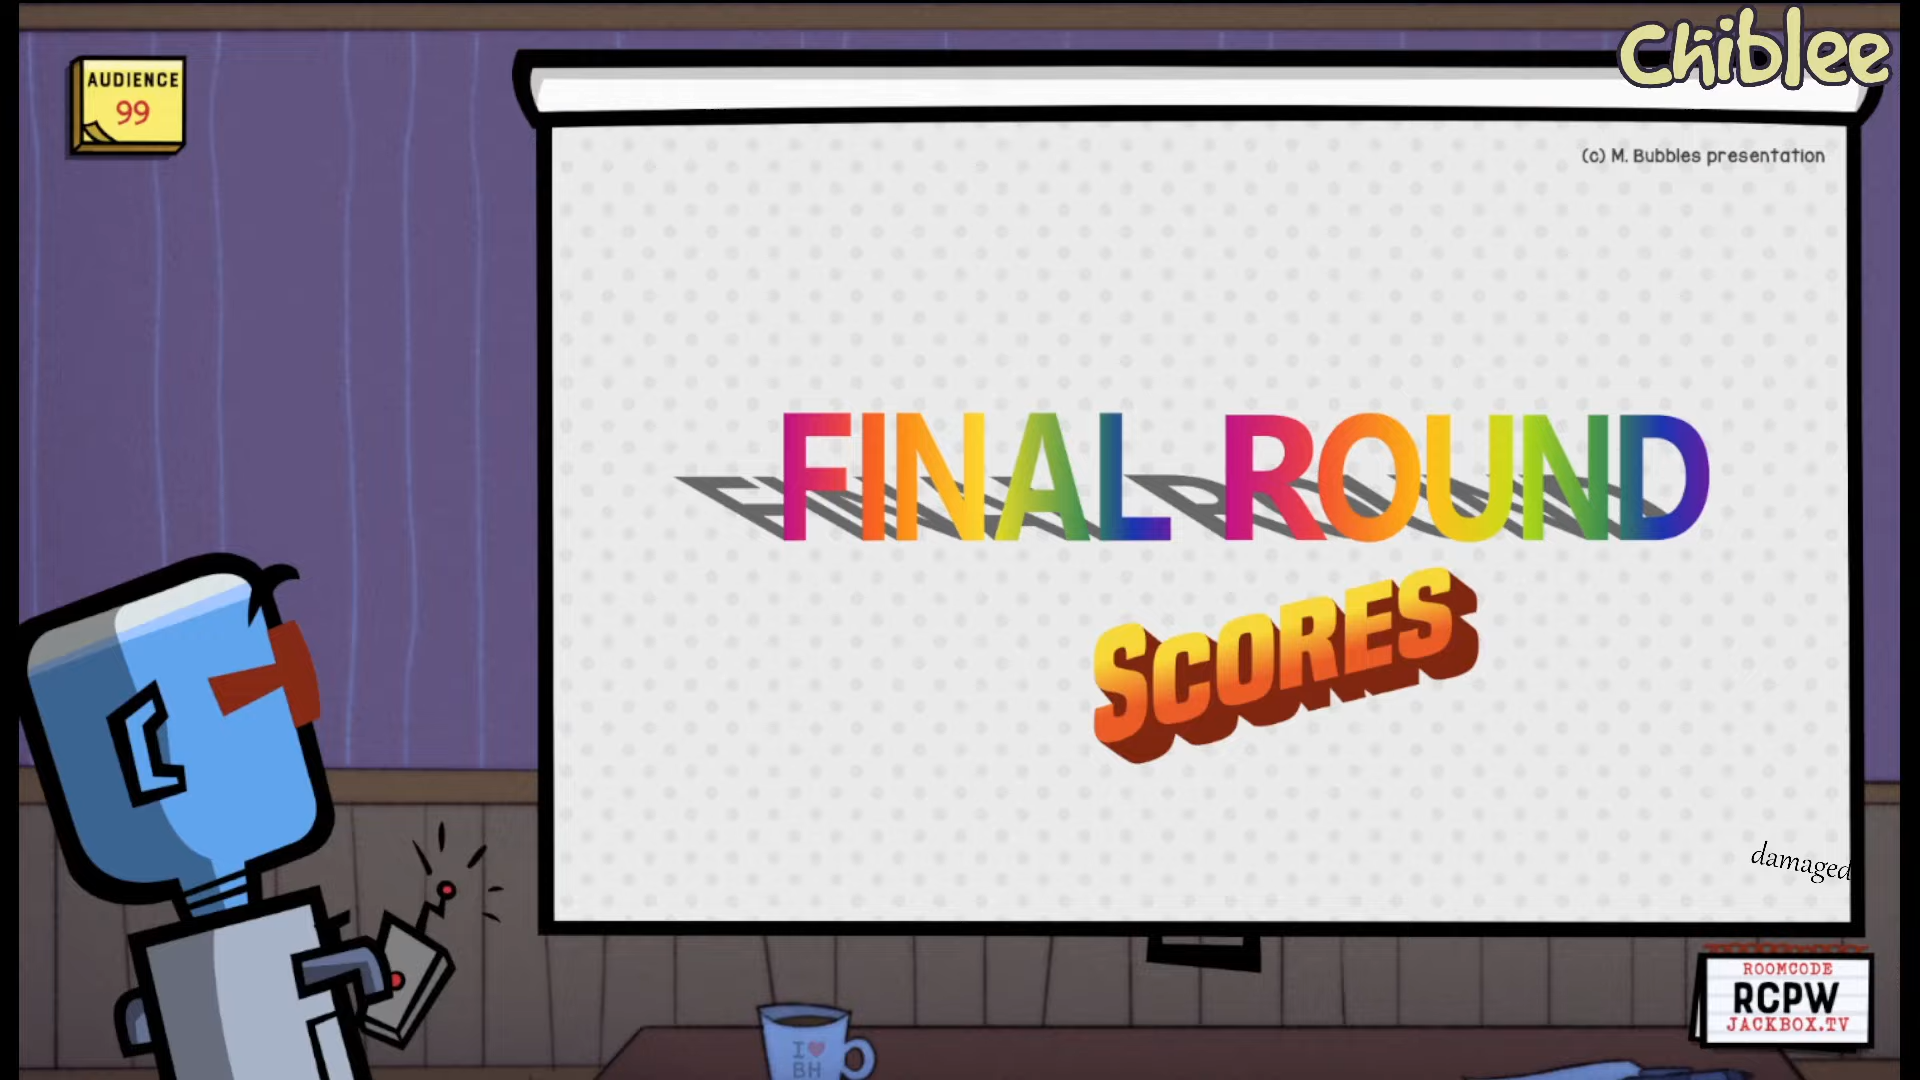 Chiblee
AUDIENCE
99
(c) M. Bubbles presentation
FINAL ROUND
SCORES
damaged
ROOMCODE
RCPW
JACKBOX.TV
I♥
BH